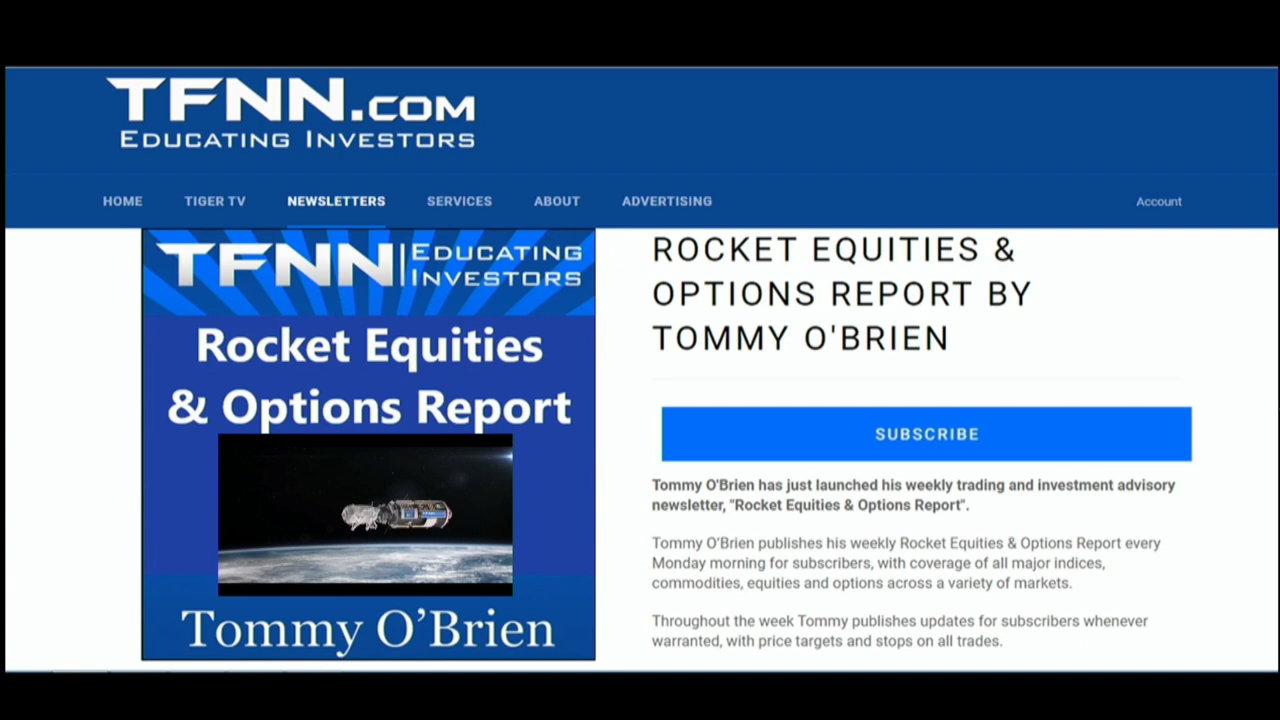 TFNN.COM
EDUCATING INVESTORS
HOME TIGER TV NEWSLETTERS SERVICES ABOUT ADVERTISING Account
TFNN EDUCATING INVESTORS
Rocket Equities
& Options Report
TFNN
Tommy O’Brien
ROCKET EQUITIES &
OPTIONS REPORT BY
TOMMY O'BRIEN
SUBSCRIBE
Tommy O'Brien has just launched his weekly trading and investment advisory
newsletter, "Rocket Equities & Options Report".
Tommy O'Brien publishes his weekly Rocket Equities & Options Report every
Monday morning for subscribers, with coverage of all major indices,
commodities, equities and options across a variety of markets.
Throughout the week Tommy publishes updates for subscribers whenever
warranted, with price targets and stops on all trades.